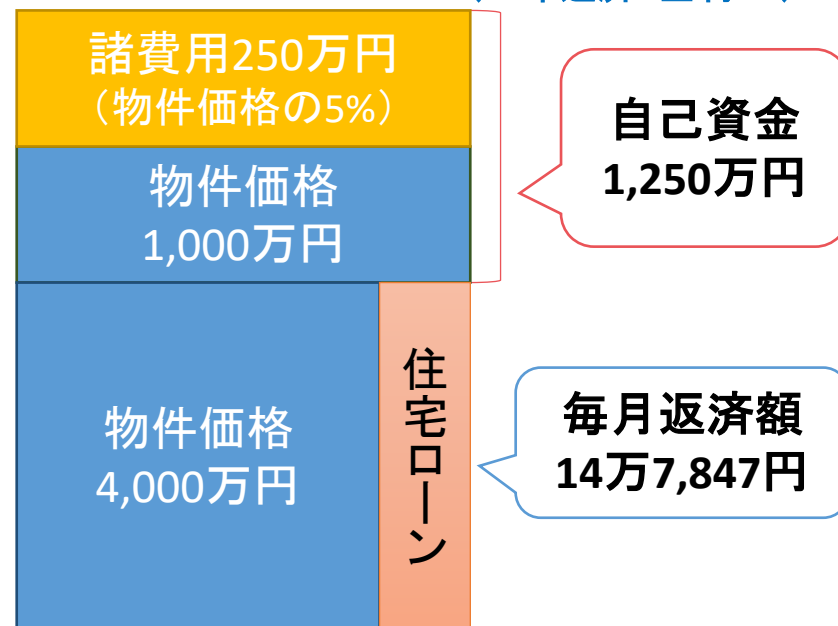 諸費用250万円
（物件価格の5%）
物件価格
1,000万円
自己資金
1,250万円
物件価格
4,000万円
住宅ローン
毎月返済額
14万7,847円